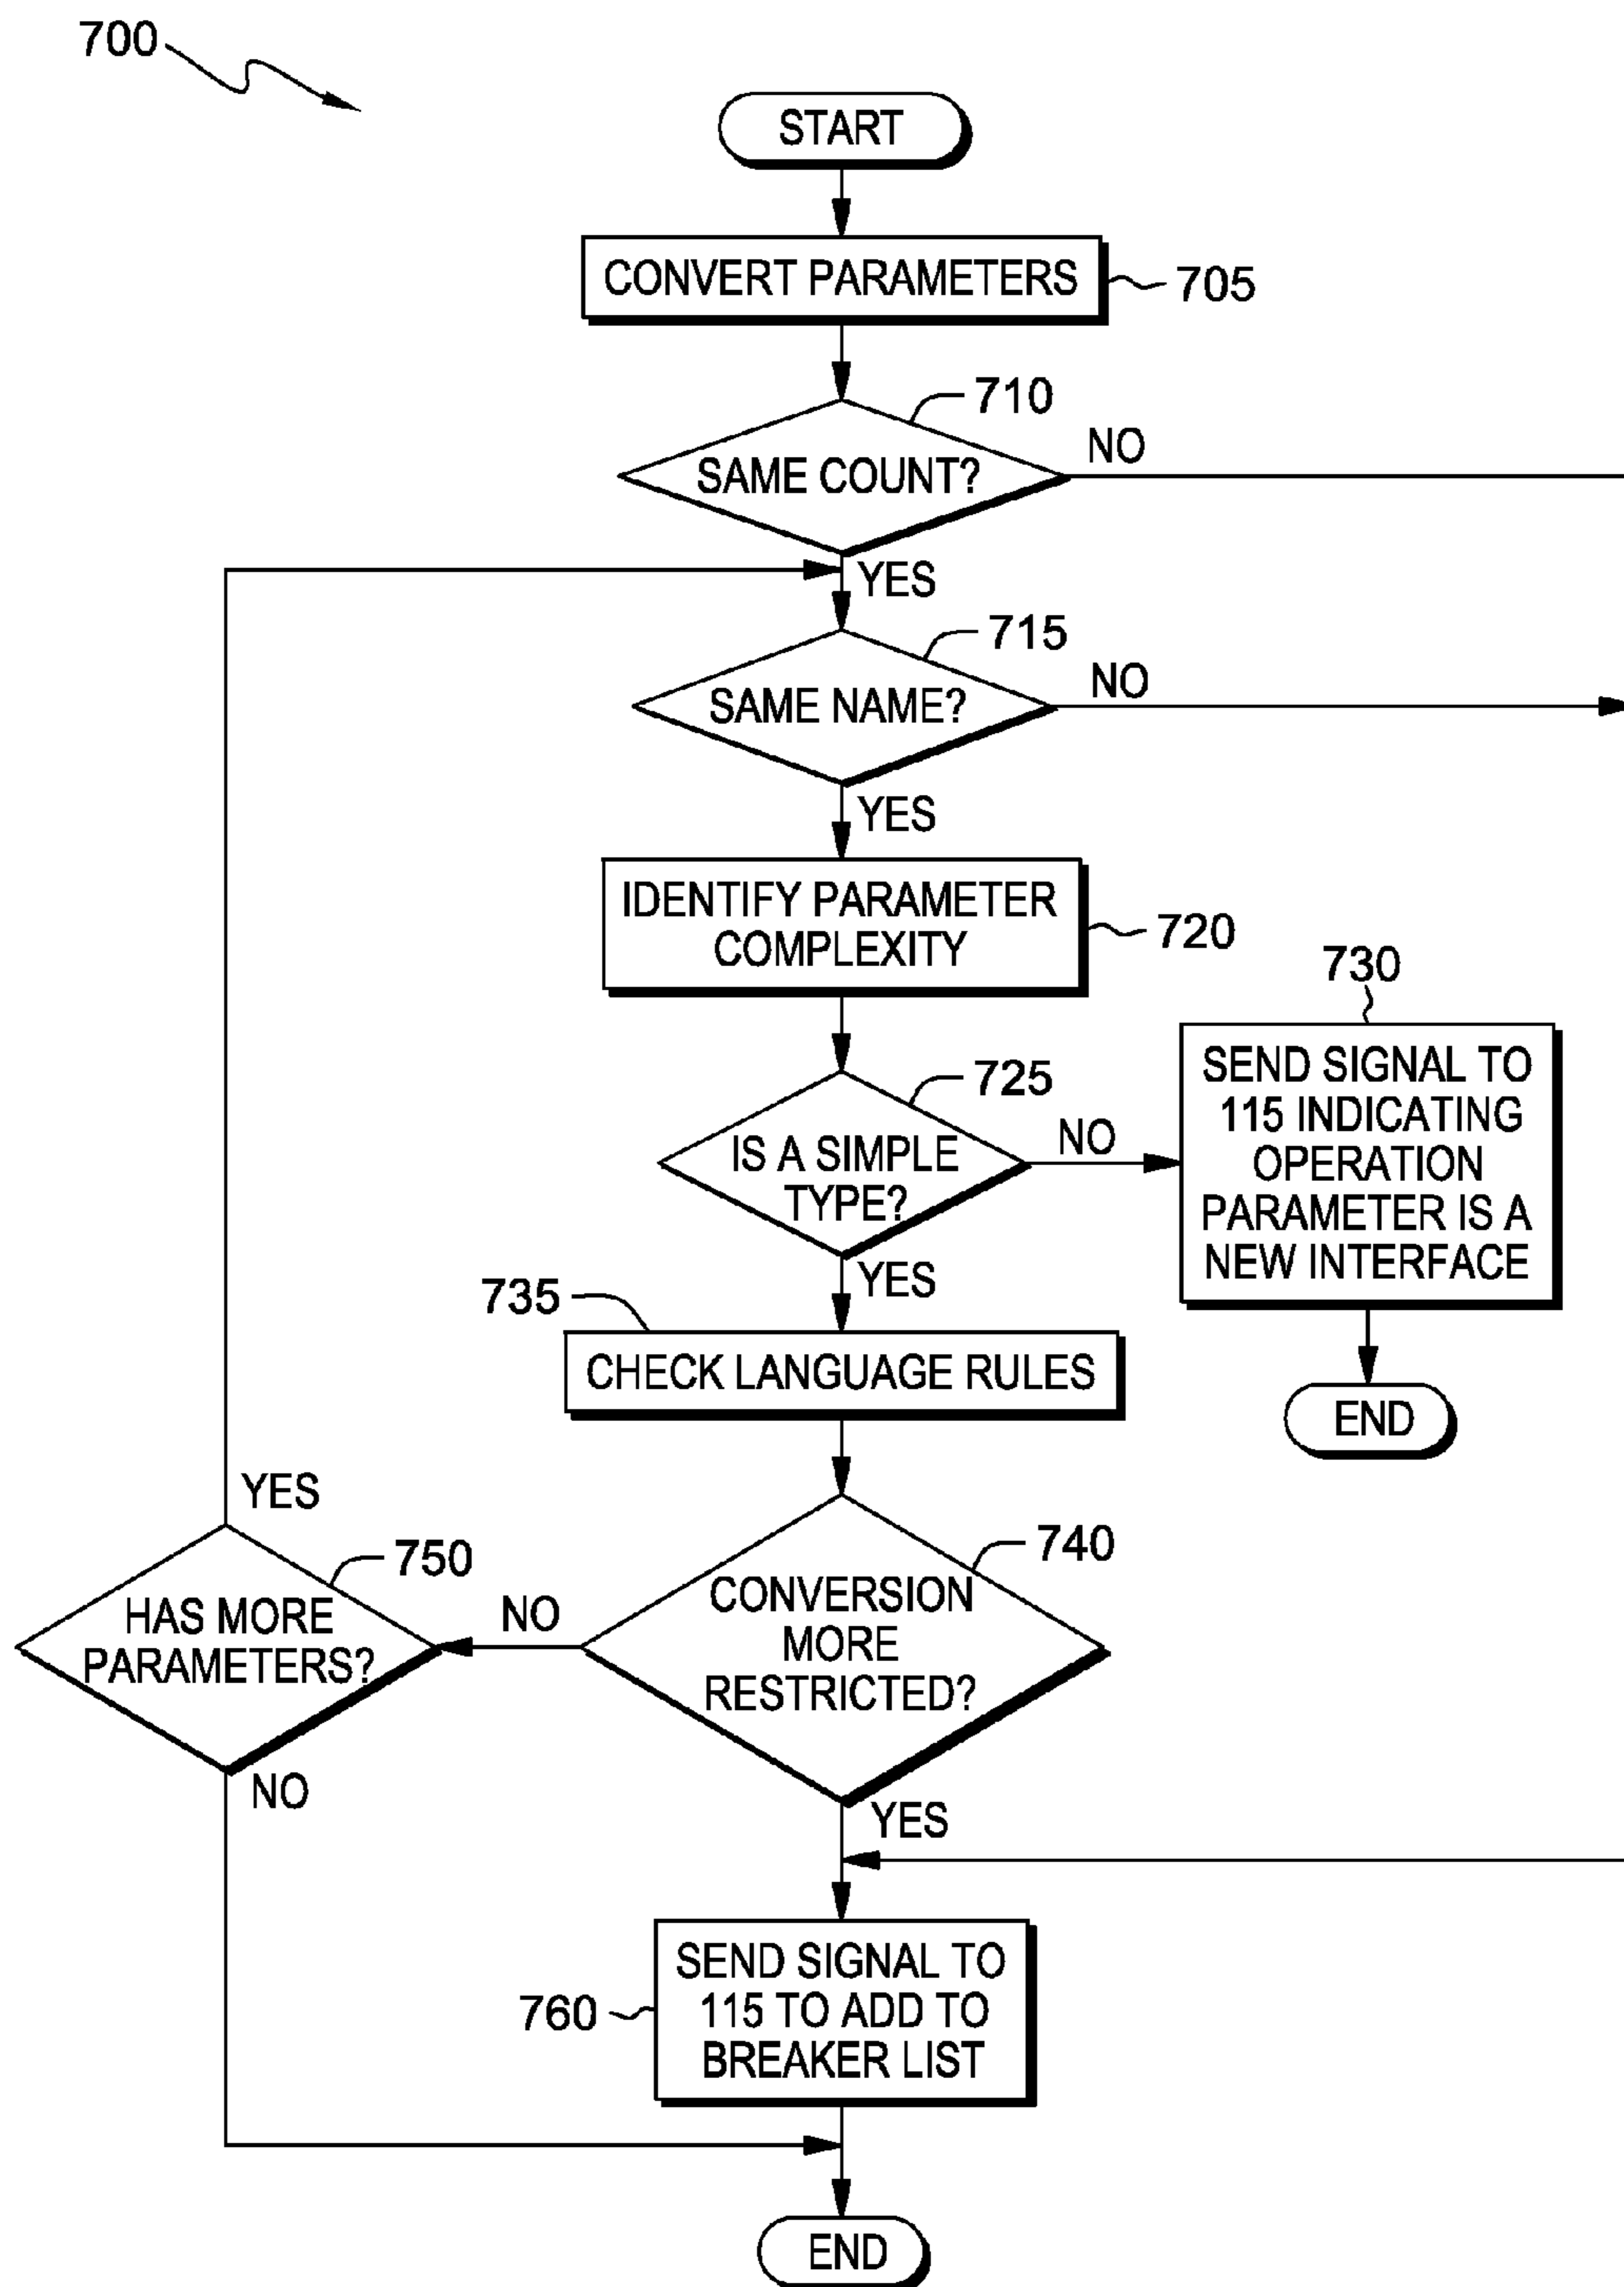 700
START
CONVERT PARAMETERS
705
710
SAME COUNT?
NO
YES
715
SAME NAME?
NO
YES
IDENTIFY PARAMETER
COMPLEXITY
720
725
IS A SIMPLE
TYPE?
NO
YES
730
SEND SIGNAL TO
115 INDICATING
OPERATION
PARAMETER IS A
NEW INTERFACE
END
735
CHECK LANGUAGE RULES
740
CONVERSION
MORE
RESTRICTED?
NO
YES
750
HAS MORE
PARAMETERS?
YES
NO
760
SEND SIGNAL TO
115 TO ADD TO
BREAKER LIST
END